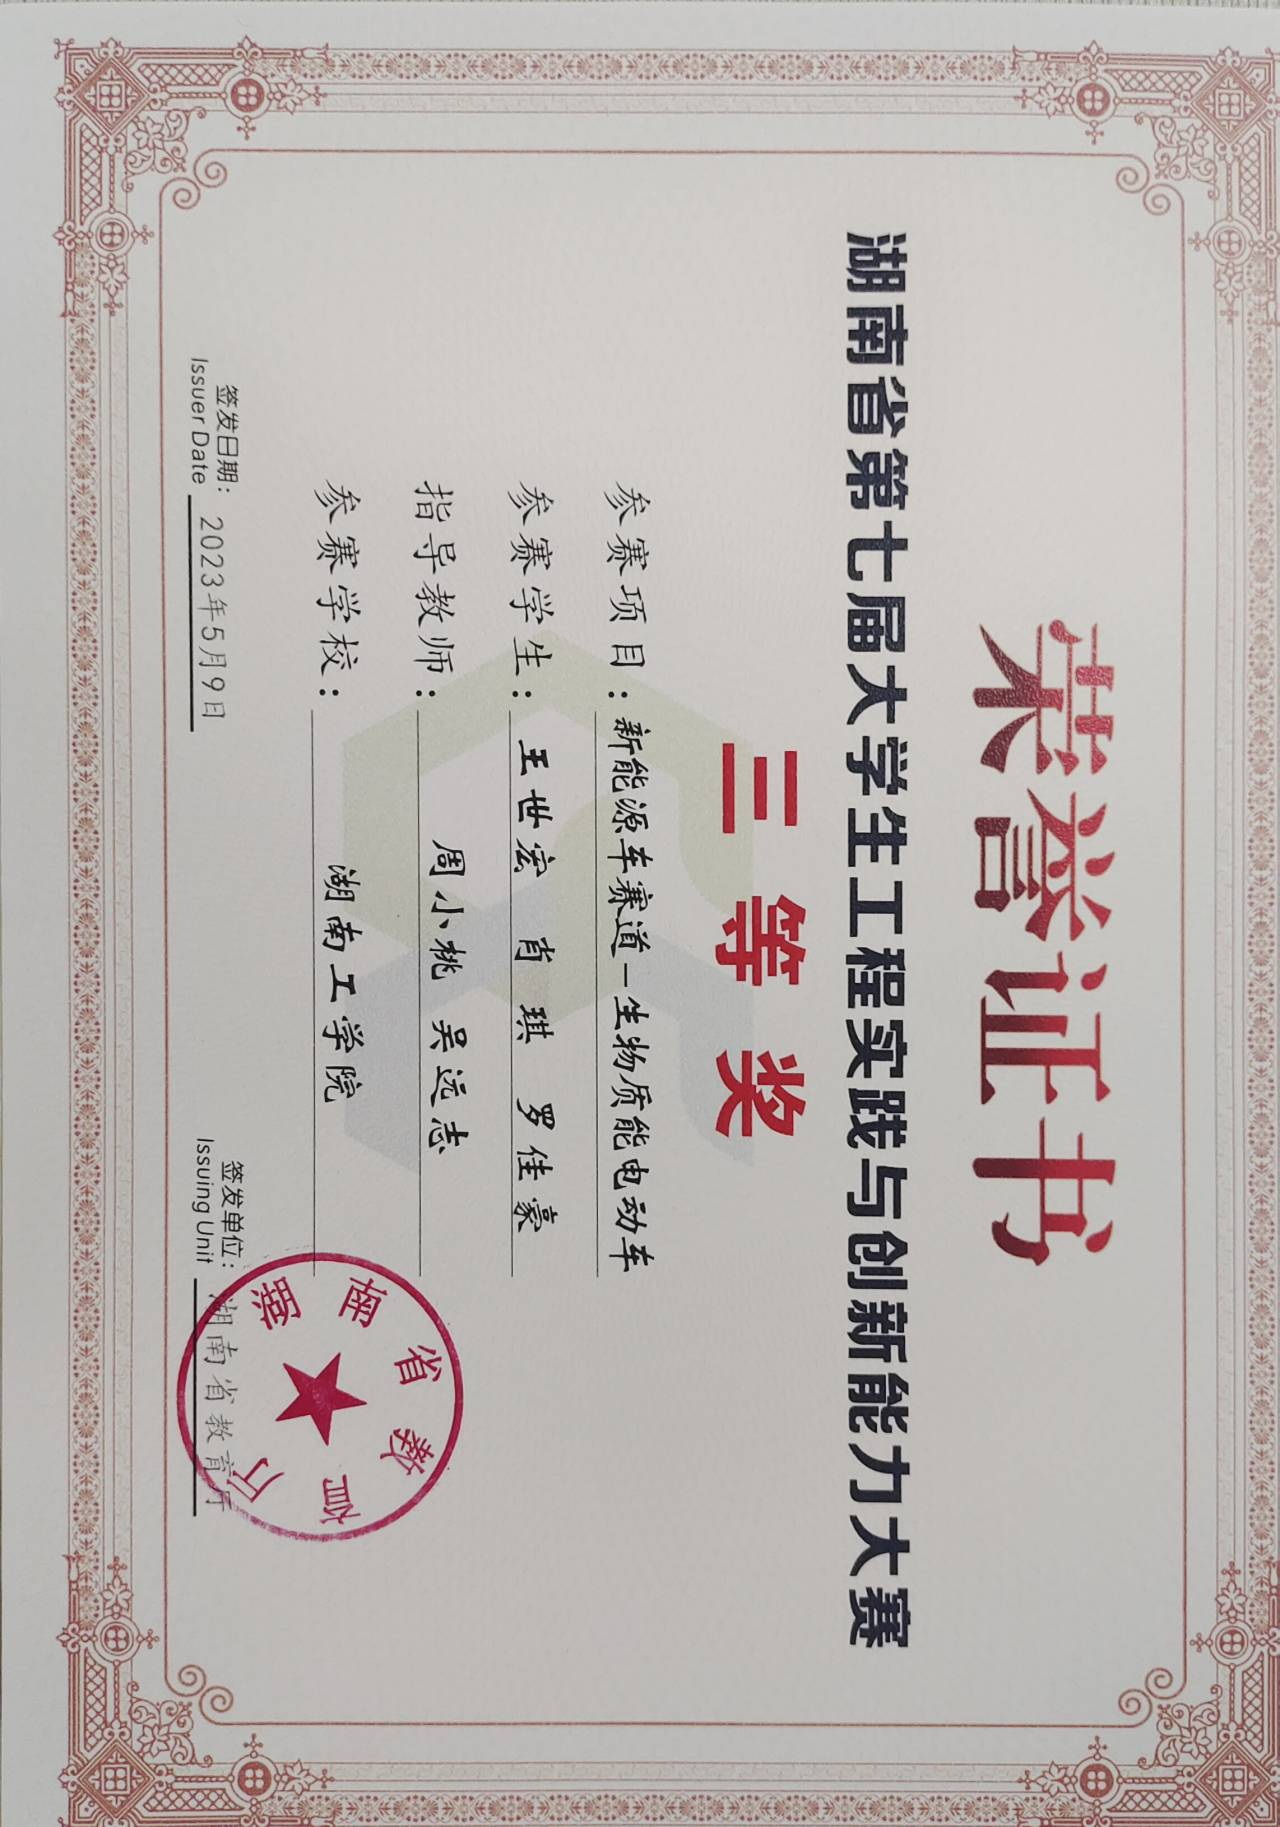 荣誉证书
湖南省第七届大学生工程实践与创新能力大赛
三等奖
参赛项目：新能源车赛道—生物质能电动车
参赛学生：王世宏 肖琪 罗佳豪
指导教师：周小桃 吴远志
参赛学校：湖南工学院
签发日期：2023年5月9日
Issuer Date
签发单位：湖南省教育厅
Issuing Unit
湖南省教育厅